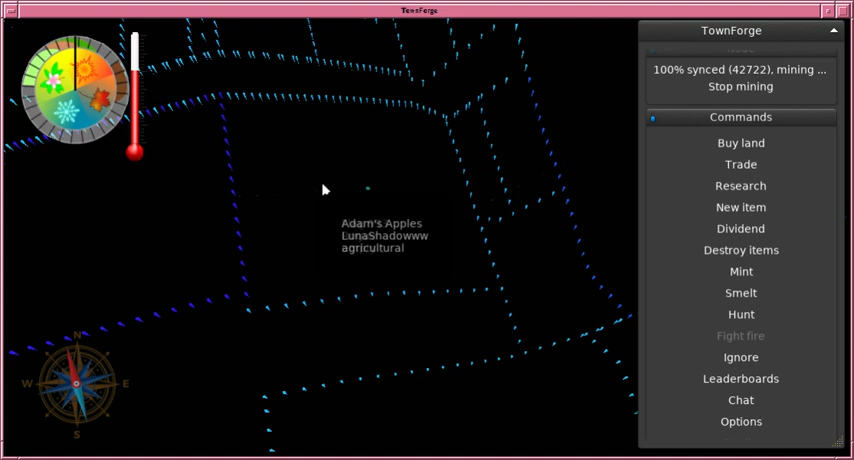 TownForge
N
W
E
S
Adam's Apples
LunaShadowww
agricultural
TownForge
100% synced (42722), mining ...
Stop mining
Commands
Buy land
Trade
Research
New item
Dividend
Destroy items
Mint
Smelt
Hunt
Fight fire
Ignore
Leaderboards
Chat
Options